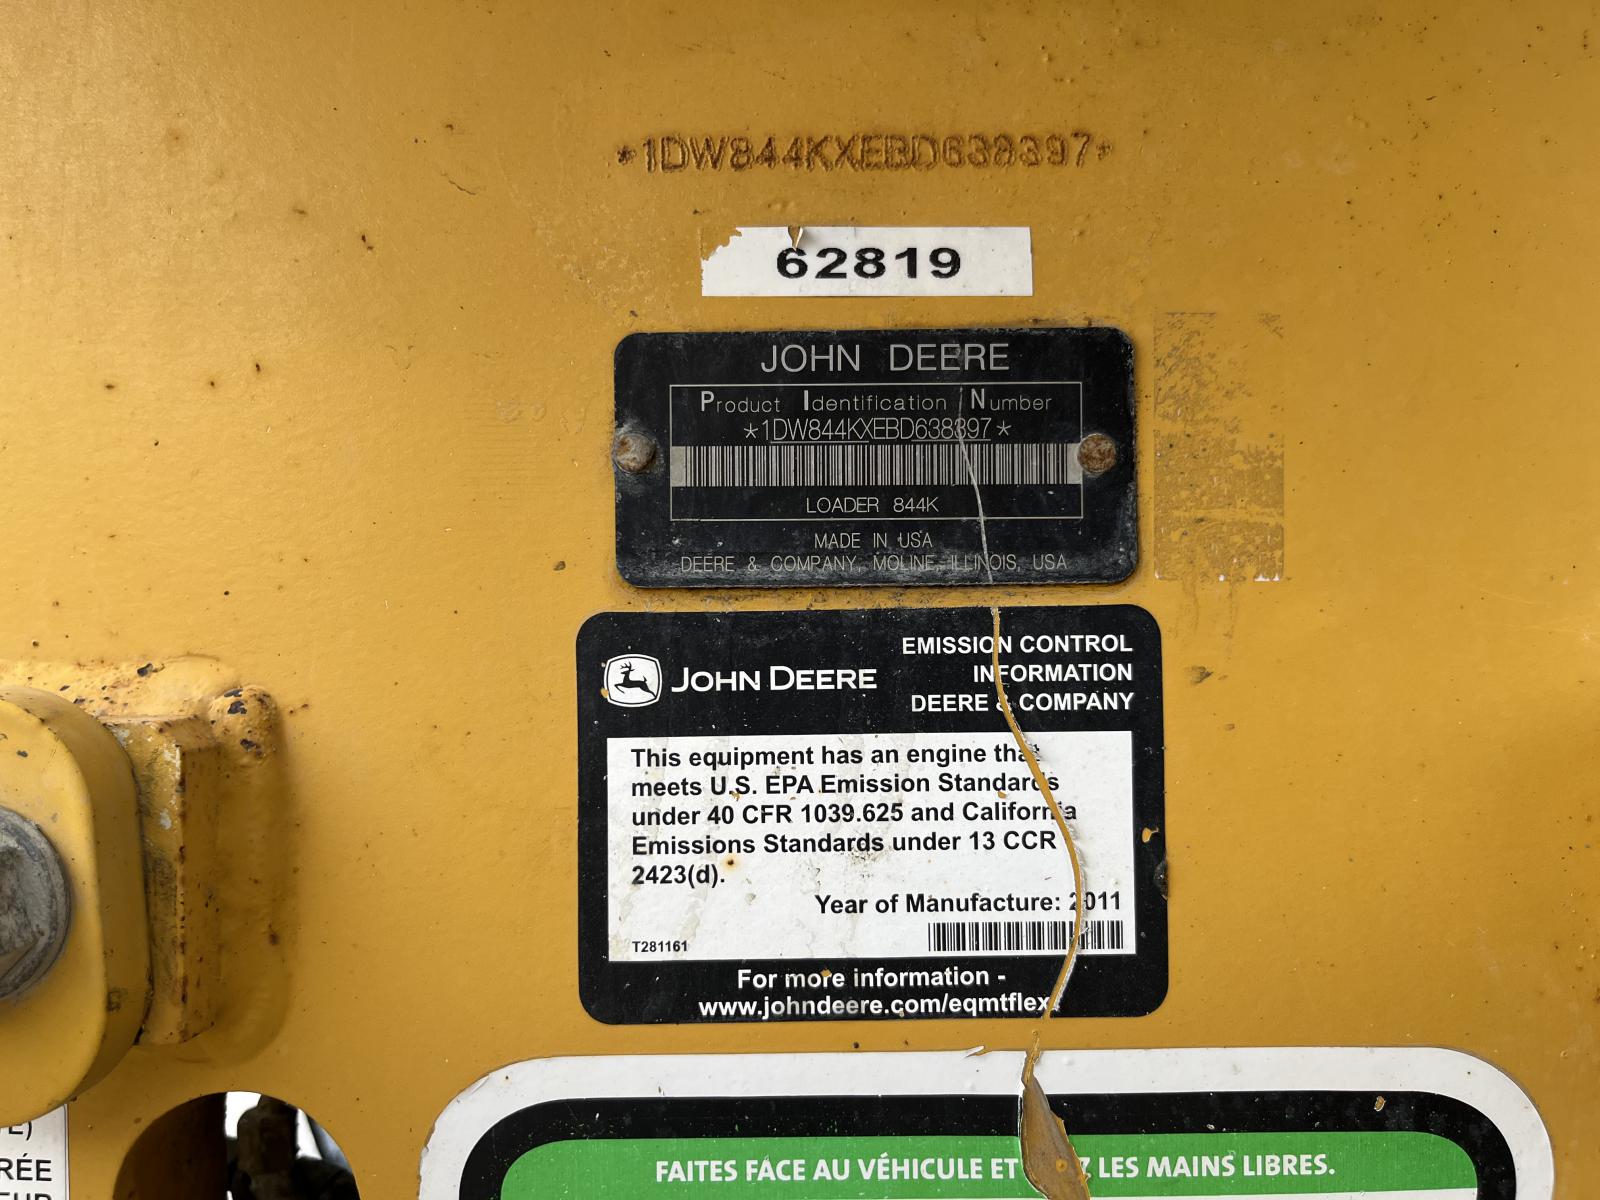 *1DW844KXEBD638397*
62819
JOHN DEERE
Product Identification Number
*1DW844KXEBD638397*
LOADER 844K
MADE IN USA
DEERE & COMPANY, MOLINE, ILLINOIS, USA
JOHN DEERE
EMISSION CONTROL
INFORMATION
DEERE & COMPANY
This equipment has an engine that
meets U.S. EPA Emission Standards
under 40 CFR 1039.625 and California
Emissions Standards under 13 CCR
2423(d).
Year of Manufacture: 2011
T281161
For more information -
www.johndeere.com/eqmtflex
FAITES FACE AU VÉHICULE ET LES MAINS LIBRES.
RÉE